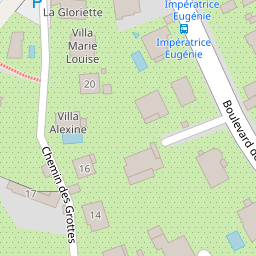 P
La Gloriette
Impératrice
Eugénie
Villa
Marie
Louise
Impératrice
Eugénie
20
Boulevard de
Villa
Alexine
Chemin des Grottes
16
17
14